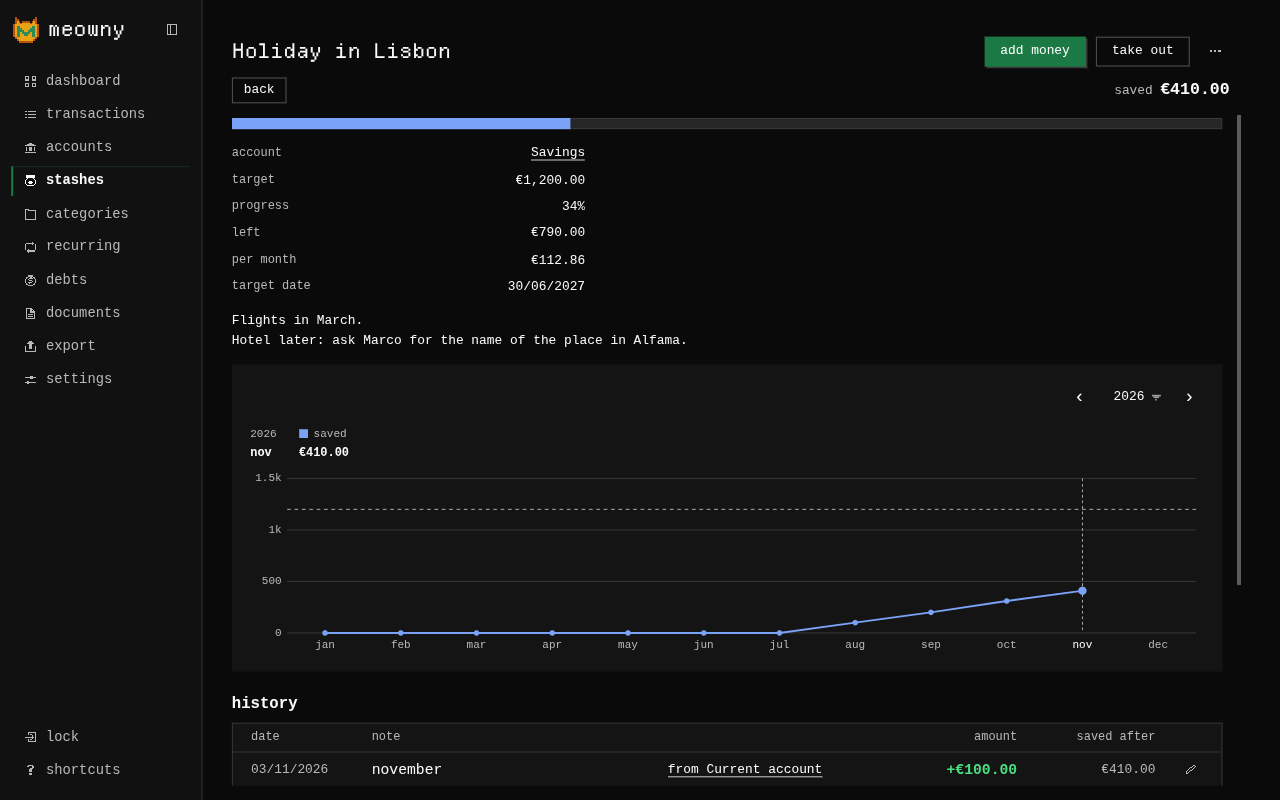 meowny
dashboard
transactions
accounts
stashes
categories
recurring
debts
documents
export
settings
lock
shortcuts
Holiday in Lisbon
add money
take out
back
saved €410.00
account Savings
target €1,200.00
progress 34%
left €790.00
per month €112.86
target date 30/06/2027
Flights in March.
Hotel later: ask Marco for the name of the place in Alfama.
2026
2026 saved
nov €410.00
1.5k
1k
500
0
jan feb mar apr may jun jul aug sep oct nov dec
history
date note amount saved after
03/11/2026 november from Current account +€100.00 €410.00